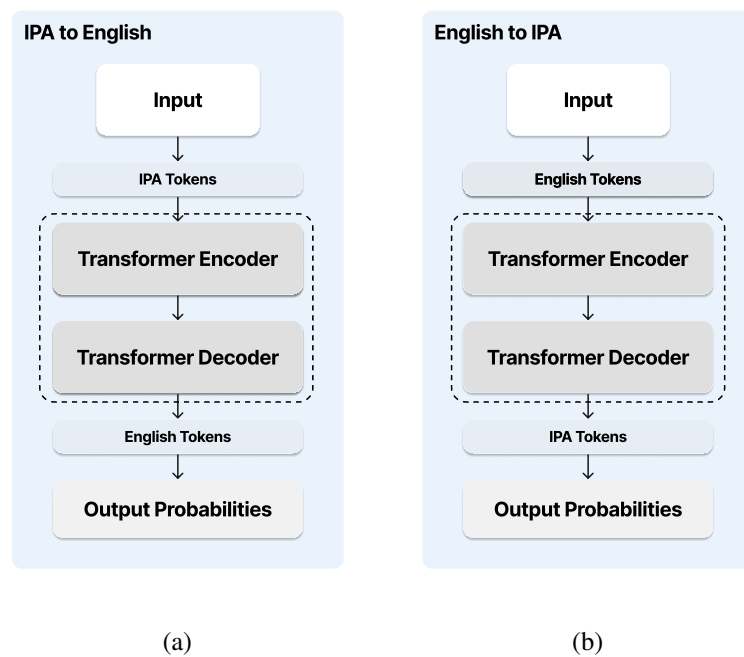 IPA to English
Input
IPA Tokens
Transformer Encoder
Transformer Decoder
English Tokens
Output Probabilities
(a)
English to IPA
Input
English Tokens
Transformer Encoder
Transformer Decoder
IPA Tokens
Output Probabilities
(b)